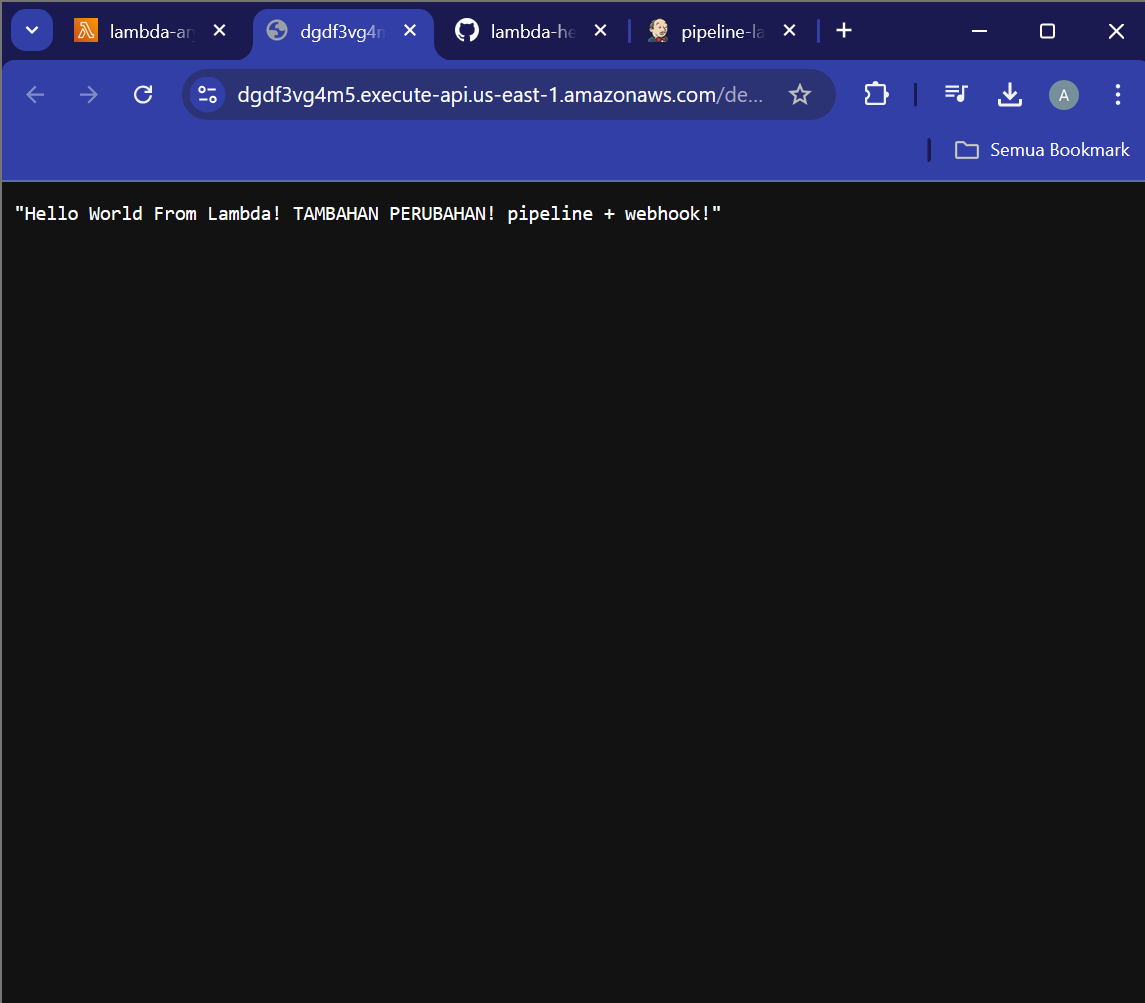 lambda-an
dgdf3vg4m
lambda-he
pipeline-la
dgdf3vg4m5.execute-api.us-east-1.amazonaws.com/de...
A
Semua Bookmark
"Hello World From Lambda! TAMBAHAN PERUBAHAN! pipeline + webhook!"